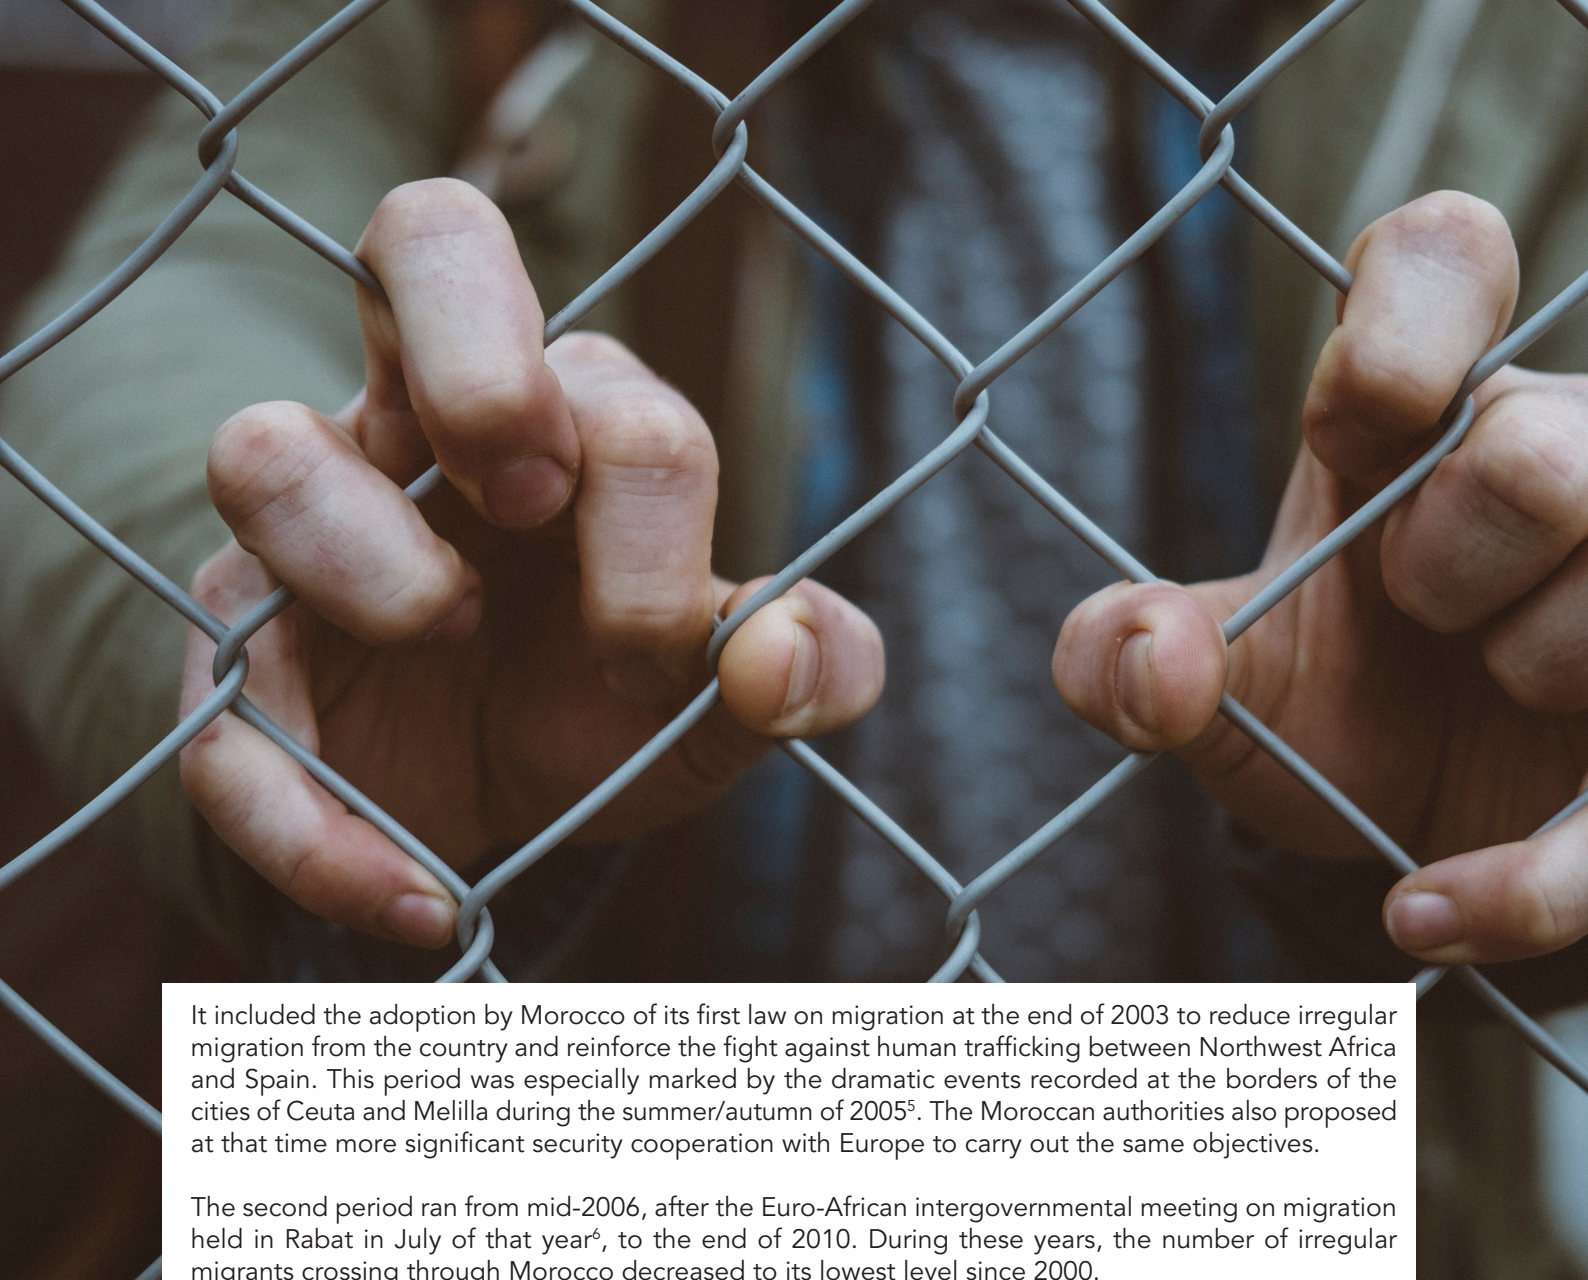 It included the adoption by Morocco of its first law on migration at the end of 2003 to reduce irregular
migration from the country and reinforce the fight against human trafficking between Northwest Africa
and Spain. This period was especially marked by the dramatic events recorded at the borders of the
cities of Ceuta and Melilla during the summer/autumn of 2005⁵. The Moroccan authorities also proposed
at that time more significant security cooperation with Europe to carry out the same objectives.
The second period ran from mid-2006, after the Euro-African intergovernmental meeting on migration
held in Rabat in July of that year⁶, to the end of 2010. During these years, the number of irregular
migrants crossing through Morocco decreased to its lowest level since 2000.